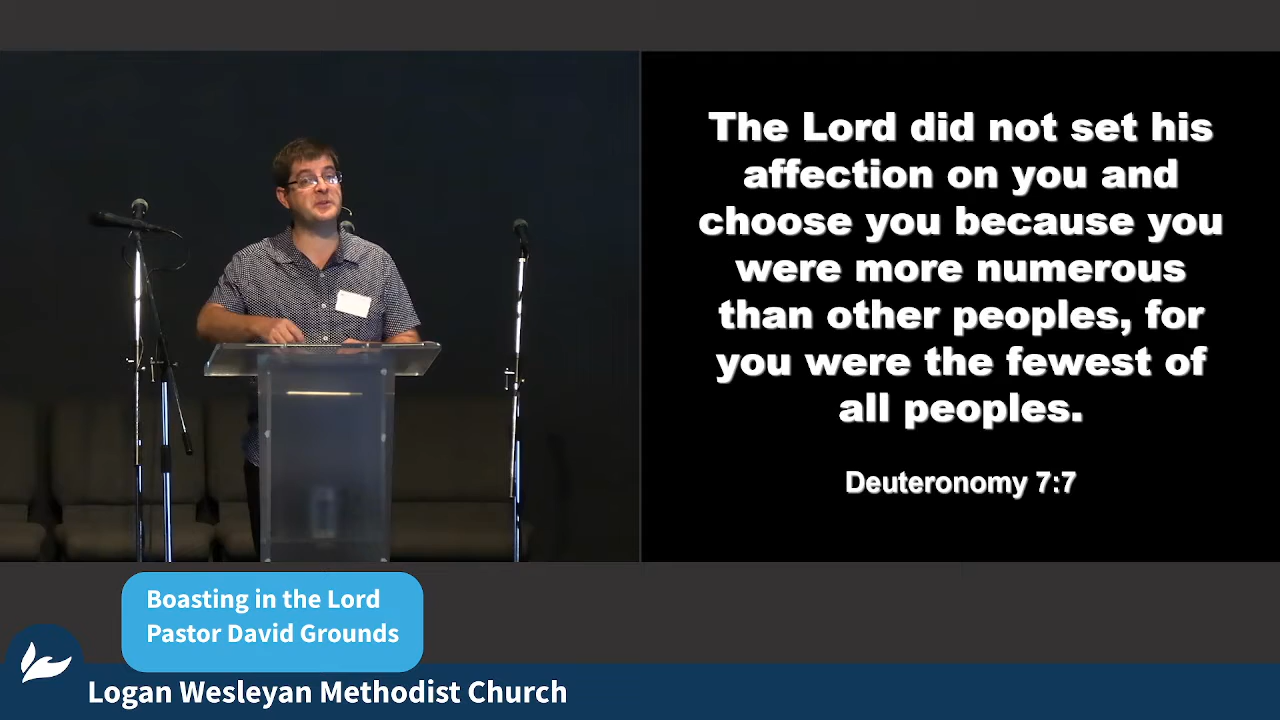 The Lord did not set his
affection on you and
choose you because you
were more numerous
than other peoples, for
you were the fewest of
all peoples.
Deuteronomy 7:7
Boasting in the Lord
Pastor David Grounds
Logan Wesleyan Methodist Church